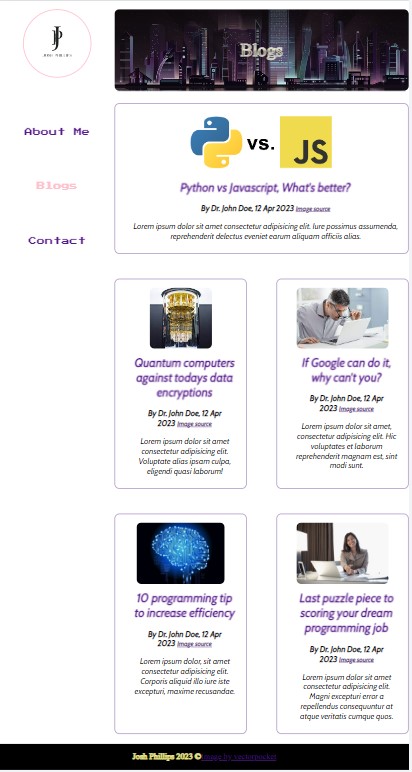 JP
Blogs
About Me
Blogs
Contact
vs.
JS
Python vs Javascript, What's better?
By Dr. John Doe, 12 Apr 2023 Image source
Lorem ipsum dolor sit amet consectetur adipisicing elit. Iure possimus assumenda,
reprehenderit delectus eveniet earum aliquam officiis alias.
Quantum computers
against todays data
encryptions
By Dr. John Doe, 12 Apr
2023 Image source
Lorem ipsum dolor sit amet
consectetur adipisicing elit.
Voluptate alias ipsam culpa,
eligendi quasi laborum!
If Google can do it,
why can't you?
By Dr. John Doe, 12 Apr
2023 Image source
Lorem ipsum dolor sit amet,
consectetur adipisicing elit. Hic
voluptates et laborum
reprehenderit magnam est, sint
modi sunt.
10 programming tip
to increase efficiency
By Dr. John Doe, 12 Apr
2023 Image source
Lorem ipsum dolor sit, amet
consectetur adipisicing elit.
Corporis aliquid illo iure iste
excepturi, maxime recusandae.
Last puzzle piece to
scoring your dream
programming job
By Dr. John Doe, 12 Apr
2023 Image source
Lorem ipsum dolor sit amet
consectetur adipisicing elit.
Magni excepturi error a
repellendus consequuntur at
atque veritatis cumque quos.
Josh Phillips 2023 ©Image by vectorpocket